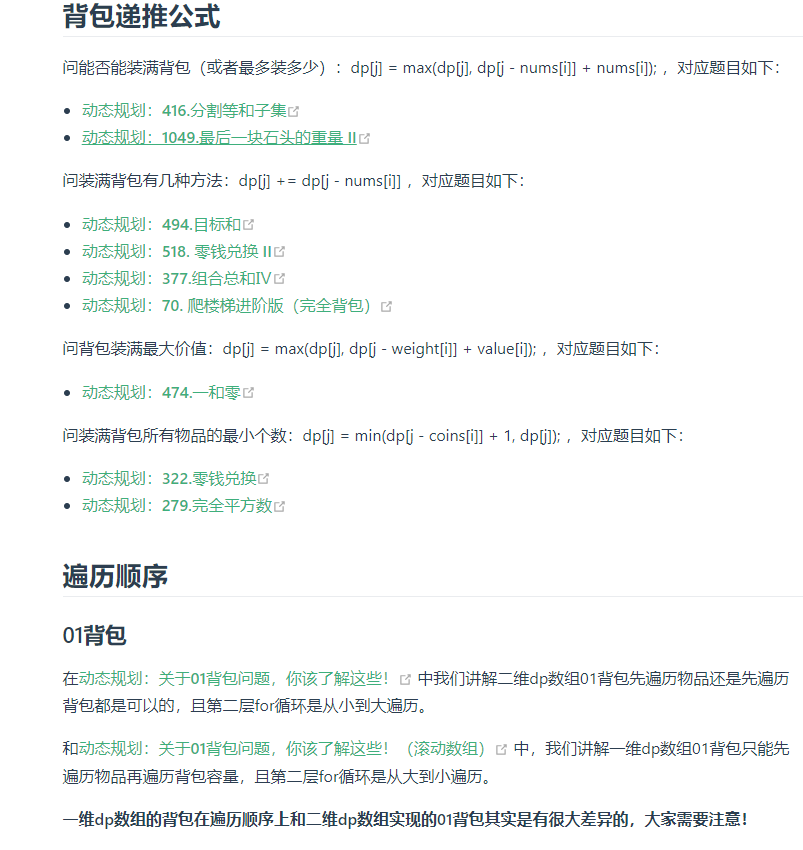 背包递推公式
问能否能装满背包（或者最多装多少）：dp[j] = max(dp[j], dp[j - nums[i]] + nums[i]); ，对应题目如下：
动态规划：416.分割等和子集
动态规划：1049.最后一块石头的重量 II
问装满背包有几种方法：dp[j] += dp[j - nums[i]] ，对应题目如下：
动态规划：494.目标和
动态规划：518. 零钱兑换 II
动态规划：377.组合总和Ⅳ
动态规划：70. 爬楼梯进阶版（完全背包）
问背包装满最大价值：dp[j] = max(dp[j], dp[j - weight[i]] + value[i]); ，对应题目如下：
动态规划：474.一和零
问装满背包所有物品的最小个数：dp[j] = min(dp[j - coins[i]] + 1, dp[j]); ，对应题目如下：
动态规划：322.零钱兑换
动态规划：279.完全平方数
遍历顺序
01背包
在动态规划：关于01背包问题，你该了解这些！ 中我们讲解二维dp数组01背包先遍历物品还是先遍历
背包都是可以的，且第二层for循环是从小到大遍历。
和动态规划：关于01背包问题，你该了解这些！（滚动数组） 中，我们讲解一维dp数组01背包只能先
遍历物品再遍历背包容量，且第二层for循环是从大到小遍历。
一维dp数组的背包在遍历顺序上和二维dp数组实现的01背包其实是有很大差异的，大家需要注意！